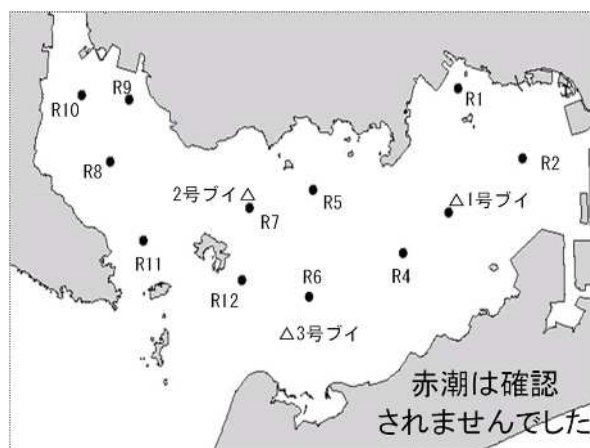 R9
R10
R1
R8
R2
R5
2号ブイ△
△1号ブイ
R7
R11
R4
R6
R12
△3号ブイ
赤潮は確認
されませんでした